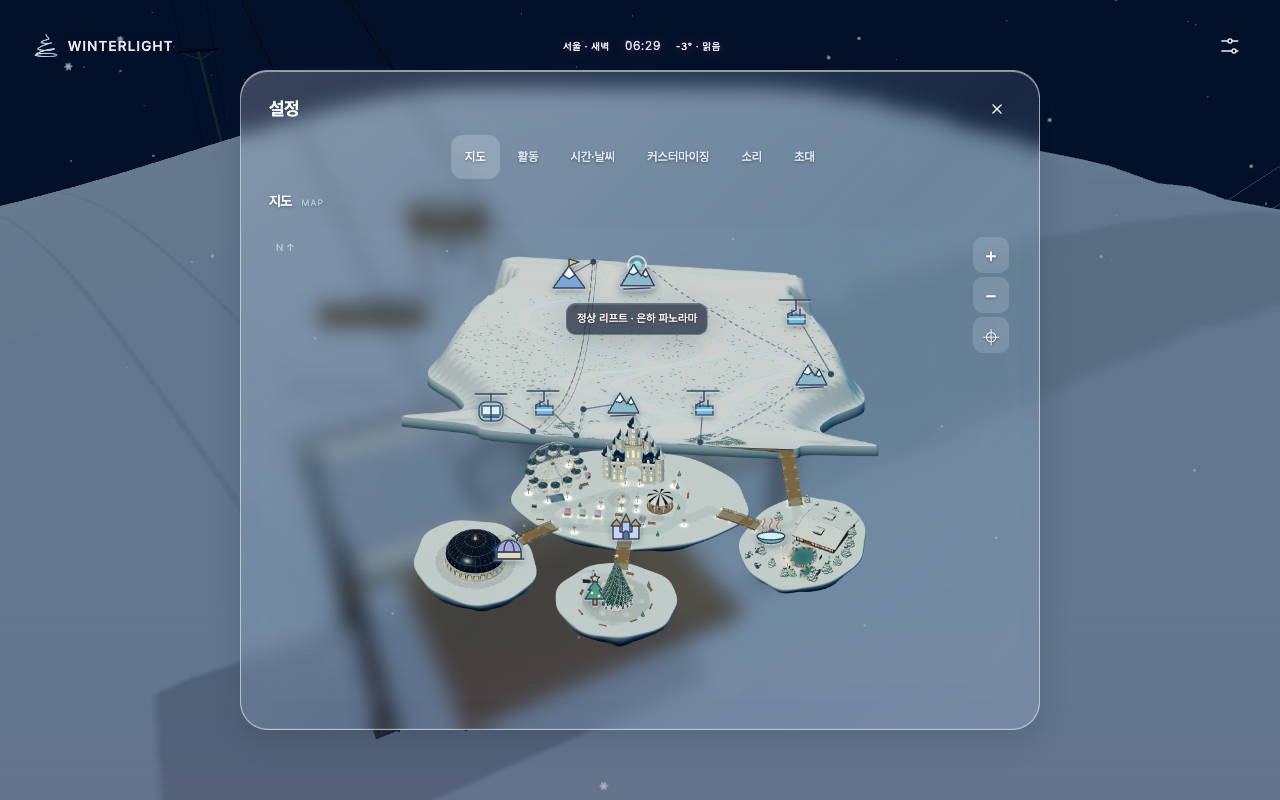 WINTERLIGHT
서울 · 새벽 06:29 -3° · 맑음
설정
지도 활동 시간·날씨 커스터마이징 소리 초대
지도 MAP
N ↑
+
정상 리프트 · 은하 파노라마
−